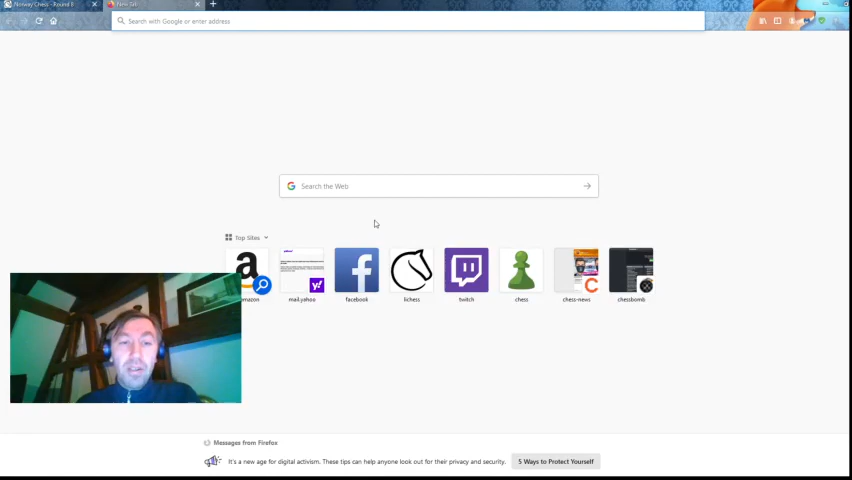 Norway Chess - Round 8
New Tab
Search with Google or enter address
Search the Web
Top Sites
amazon
mail.yahoo
facebook
lichess
twitch
chess
chess-news
chessbomb
Messages from Firefox
It's a new age for digital activism. These tips can help anyone look out for their privacy and security.
5 Ways to Protect Yourself